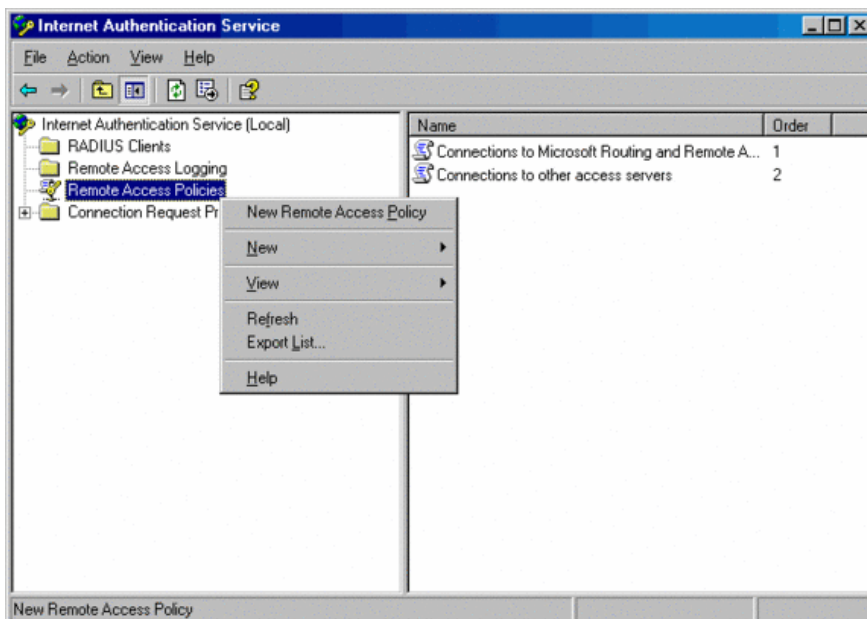 Internet Authentication Service
File Action View Help
Internet Authentication Service (Local)
RADIUS Clients
Remote Access Logging
Remote Access Policies
Connection Request Pr
New Remote Access Policy
New
View
Refresh
Export List...
Help
Name Order
Connections to Microsoft Routing and Remote A... 1
Connections to other access servers 2
New Remote Access Policy